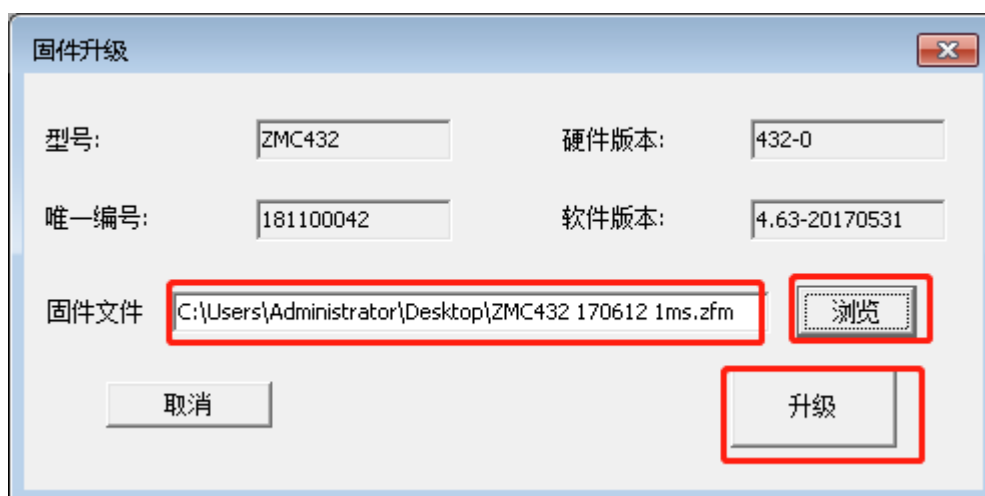 固件升级
型号: ZMC432 硬件版本: 432-0
唯一编号: 181100042 软件版本: 4.63-20170531
固件文件 C:\Users\Administrator\Desktop\ZMC432 170612 1ms.zfm 浏览
取消 升级